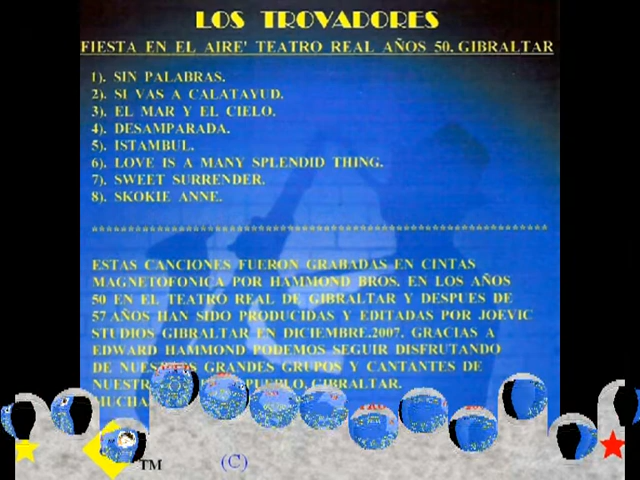 LOS TROVADORES
FIESTA EN EL AIRE' TEATRO REAL AÑOS 50. GIBRALTAR
1). SIN PALABRAS.
2). SI VAS A CALATAYUD.
3). EL MAR Y EL CIELO.
4). DESAMPARADA.
5). ISTAMBUL.
6). LOVE IS A MANY SPLENDID THING.
7). SWEET SURRENDER.
8). SKOKIE ANNE.
ESTAS CANCIONES FUERON GRABADAS EN CINTAS
MAGNETOFONICA POR HAMMOND BROS. EN LOS AÑOS
50 EN EL TEATRO REAL DE GIBRALTAR Y DESPUES DE
57 AÑOS HAN SIDO PRODUCIDAS Y EDITADAS POR JOEVIC
STUDIOS GIBRALTAR EN DICIEMBRE.2007. GRACIAS A
EDWARD HAMMOND PODEMOS SEGUIR DISFRUTANDO
DE NUESTROS GRANDES GRUPOS Y CANTANTES DE
PUEBLO, GIBRALTAR.
TM (C)